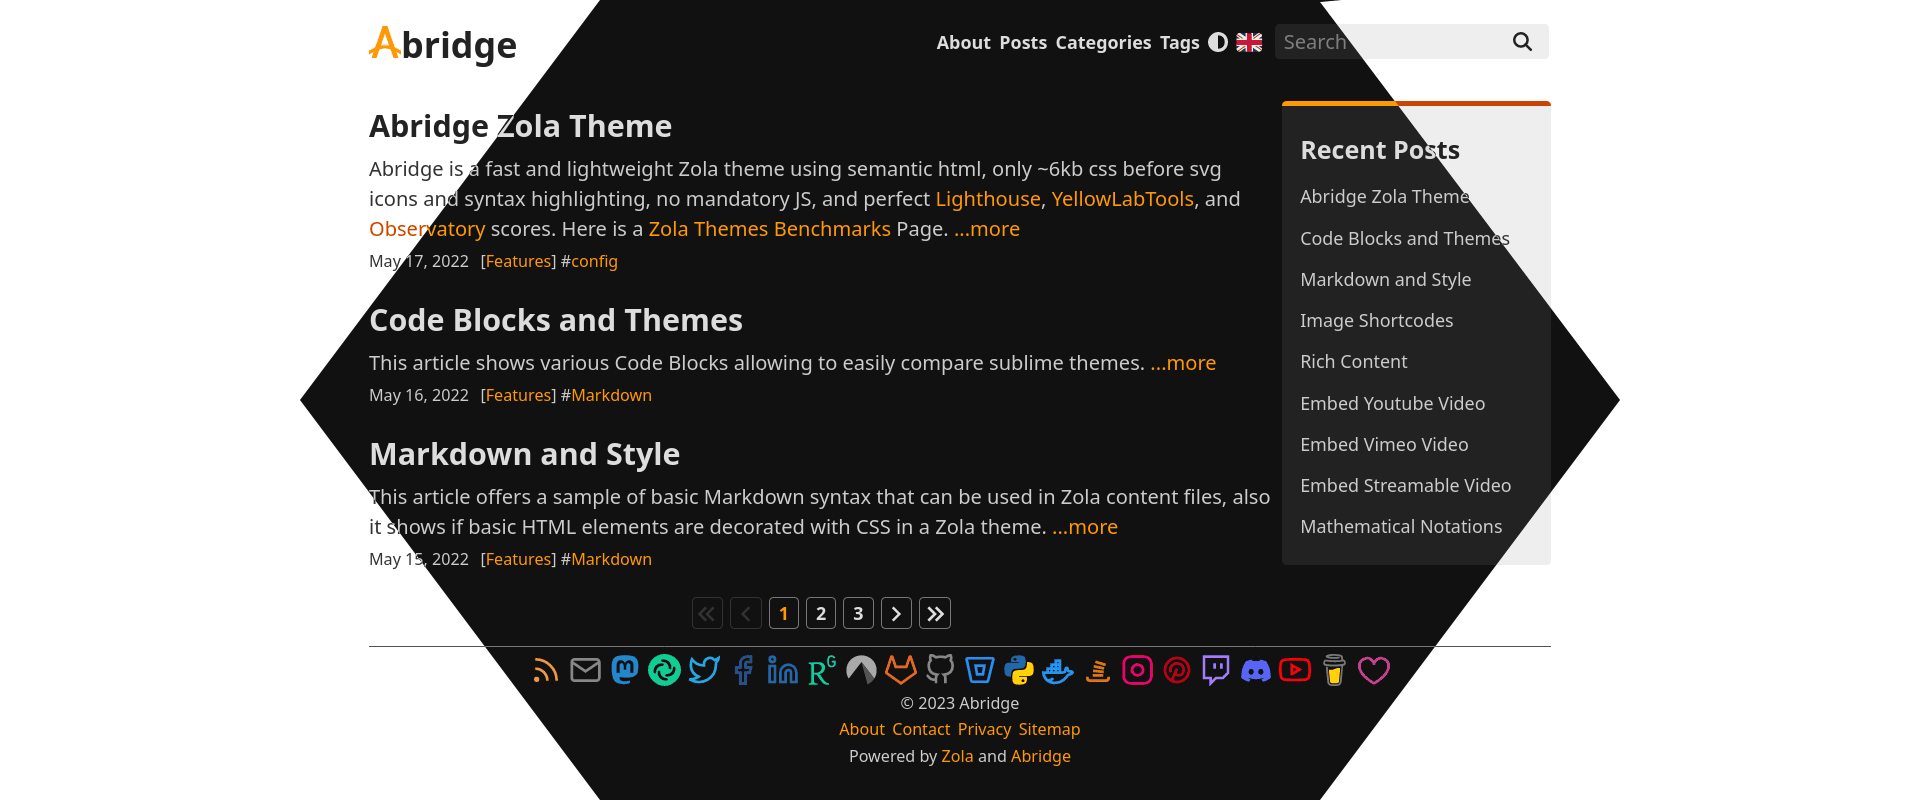 Abridge
About Posts Categories Tags
Search
Abridge Zola Theme
Abridge is a fast and lightweight Zola theme using semantic html, only ~6kb css before svg
icons and syntax highlighting, no mandatory JS, and perfect Lighthouse, YellowLabTools, and
Observatory scores. Here is a Zola Themes Benchmarks Page. ...more
May 17, 2022 [Features] #config
Code Blocks and Themes
This article shows various Code Blocks allowing to easily compare sublime themes. ...more
May 16, 2022 [Features] #Markdown
Markdown and Style
This article offers a sample of basic Markdown syntax that can be used in Zola content files, also
it shows if basic HTML elements are decorated with CSS in a Zola theme. ...more
May 15, 2022 [Features] #Markdown
1 2 3
Recent Posts
Abridge Zola Theme
Code Blocks and Themes
Markdown and Style
Image Shortcodes
Rich Content
Embed Youtube Video
Embed Vimeo Video
Embed Streamable Video
Mathematical Notations
© 2023 Abridge
About Contact Privacy Sitemap
Powered by Zola and Abridge